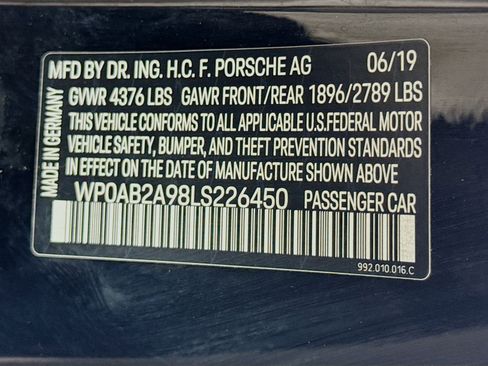 MFD BY DR. ING. H.C. F. PORSCHE AG 06/19
GVWR 4376 LBS GAWR FRONT/REAR 1896/2789 LBS
THIS VEHICLE CONFORMS TO ALL APPLICABLE U.S.FEDERAL MOTOR
VEHICLE SAFETY, BUMPER, AND THEFT PREVENTION STANDARDS
IN EFFECT ON THE DATE OF MANUFACTURE SHOWN ABOVE.
WP0AB2A98LS226450 PASSENGER CAR
992.010.016.C
MADE IN GERMANY